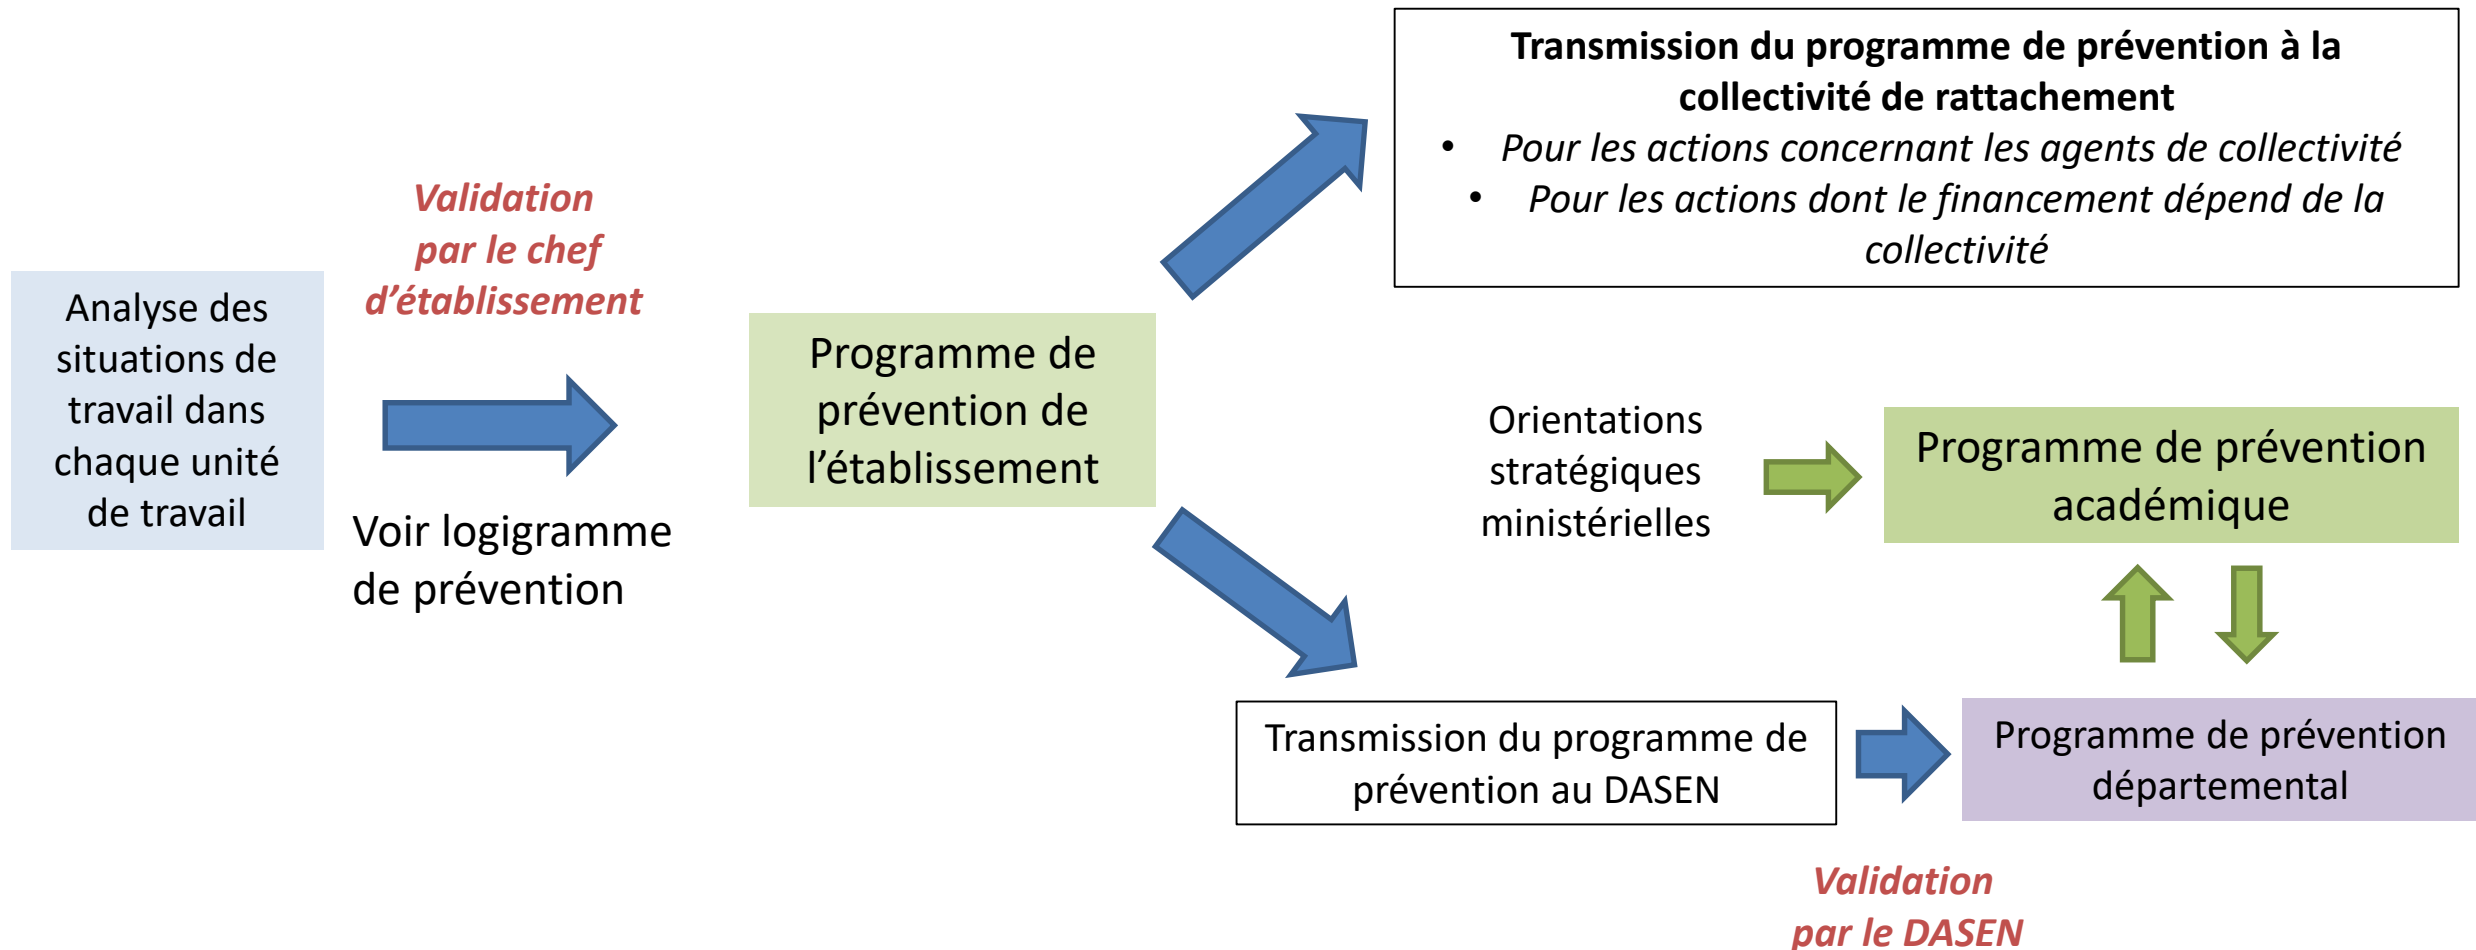 Transmission du programme de prévention à la
collectivité de rattachement
• Pour les actions concernant les agents de collectivité
• Pour les actions dont le financement dépend de la
collectivité
Validation
par le chef
d’établissement
Analyse des
situations de
travail dans
chaque unité
de travail
Voir logigramme
de prévention
Programme de
prévention de
l’établissement
Orientations
stratégiques
ministérielles
Programme de prévention
académique
Transmission du programme de
prévention au DASEN
Programme de prévention
départemental
Validation
par le DASEN